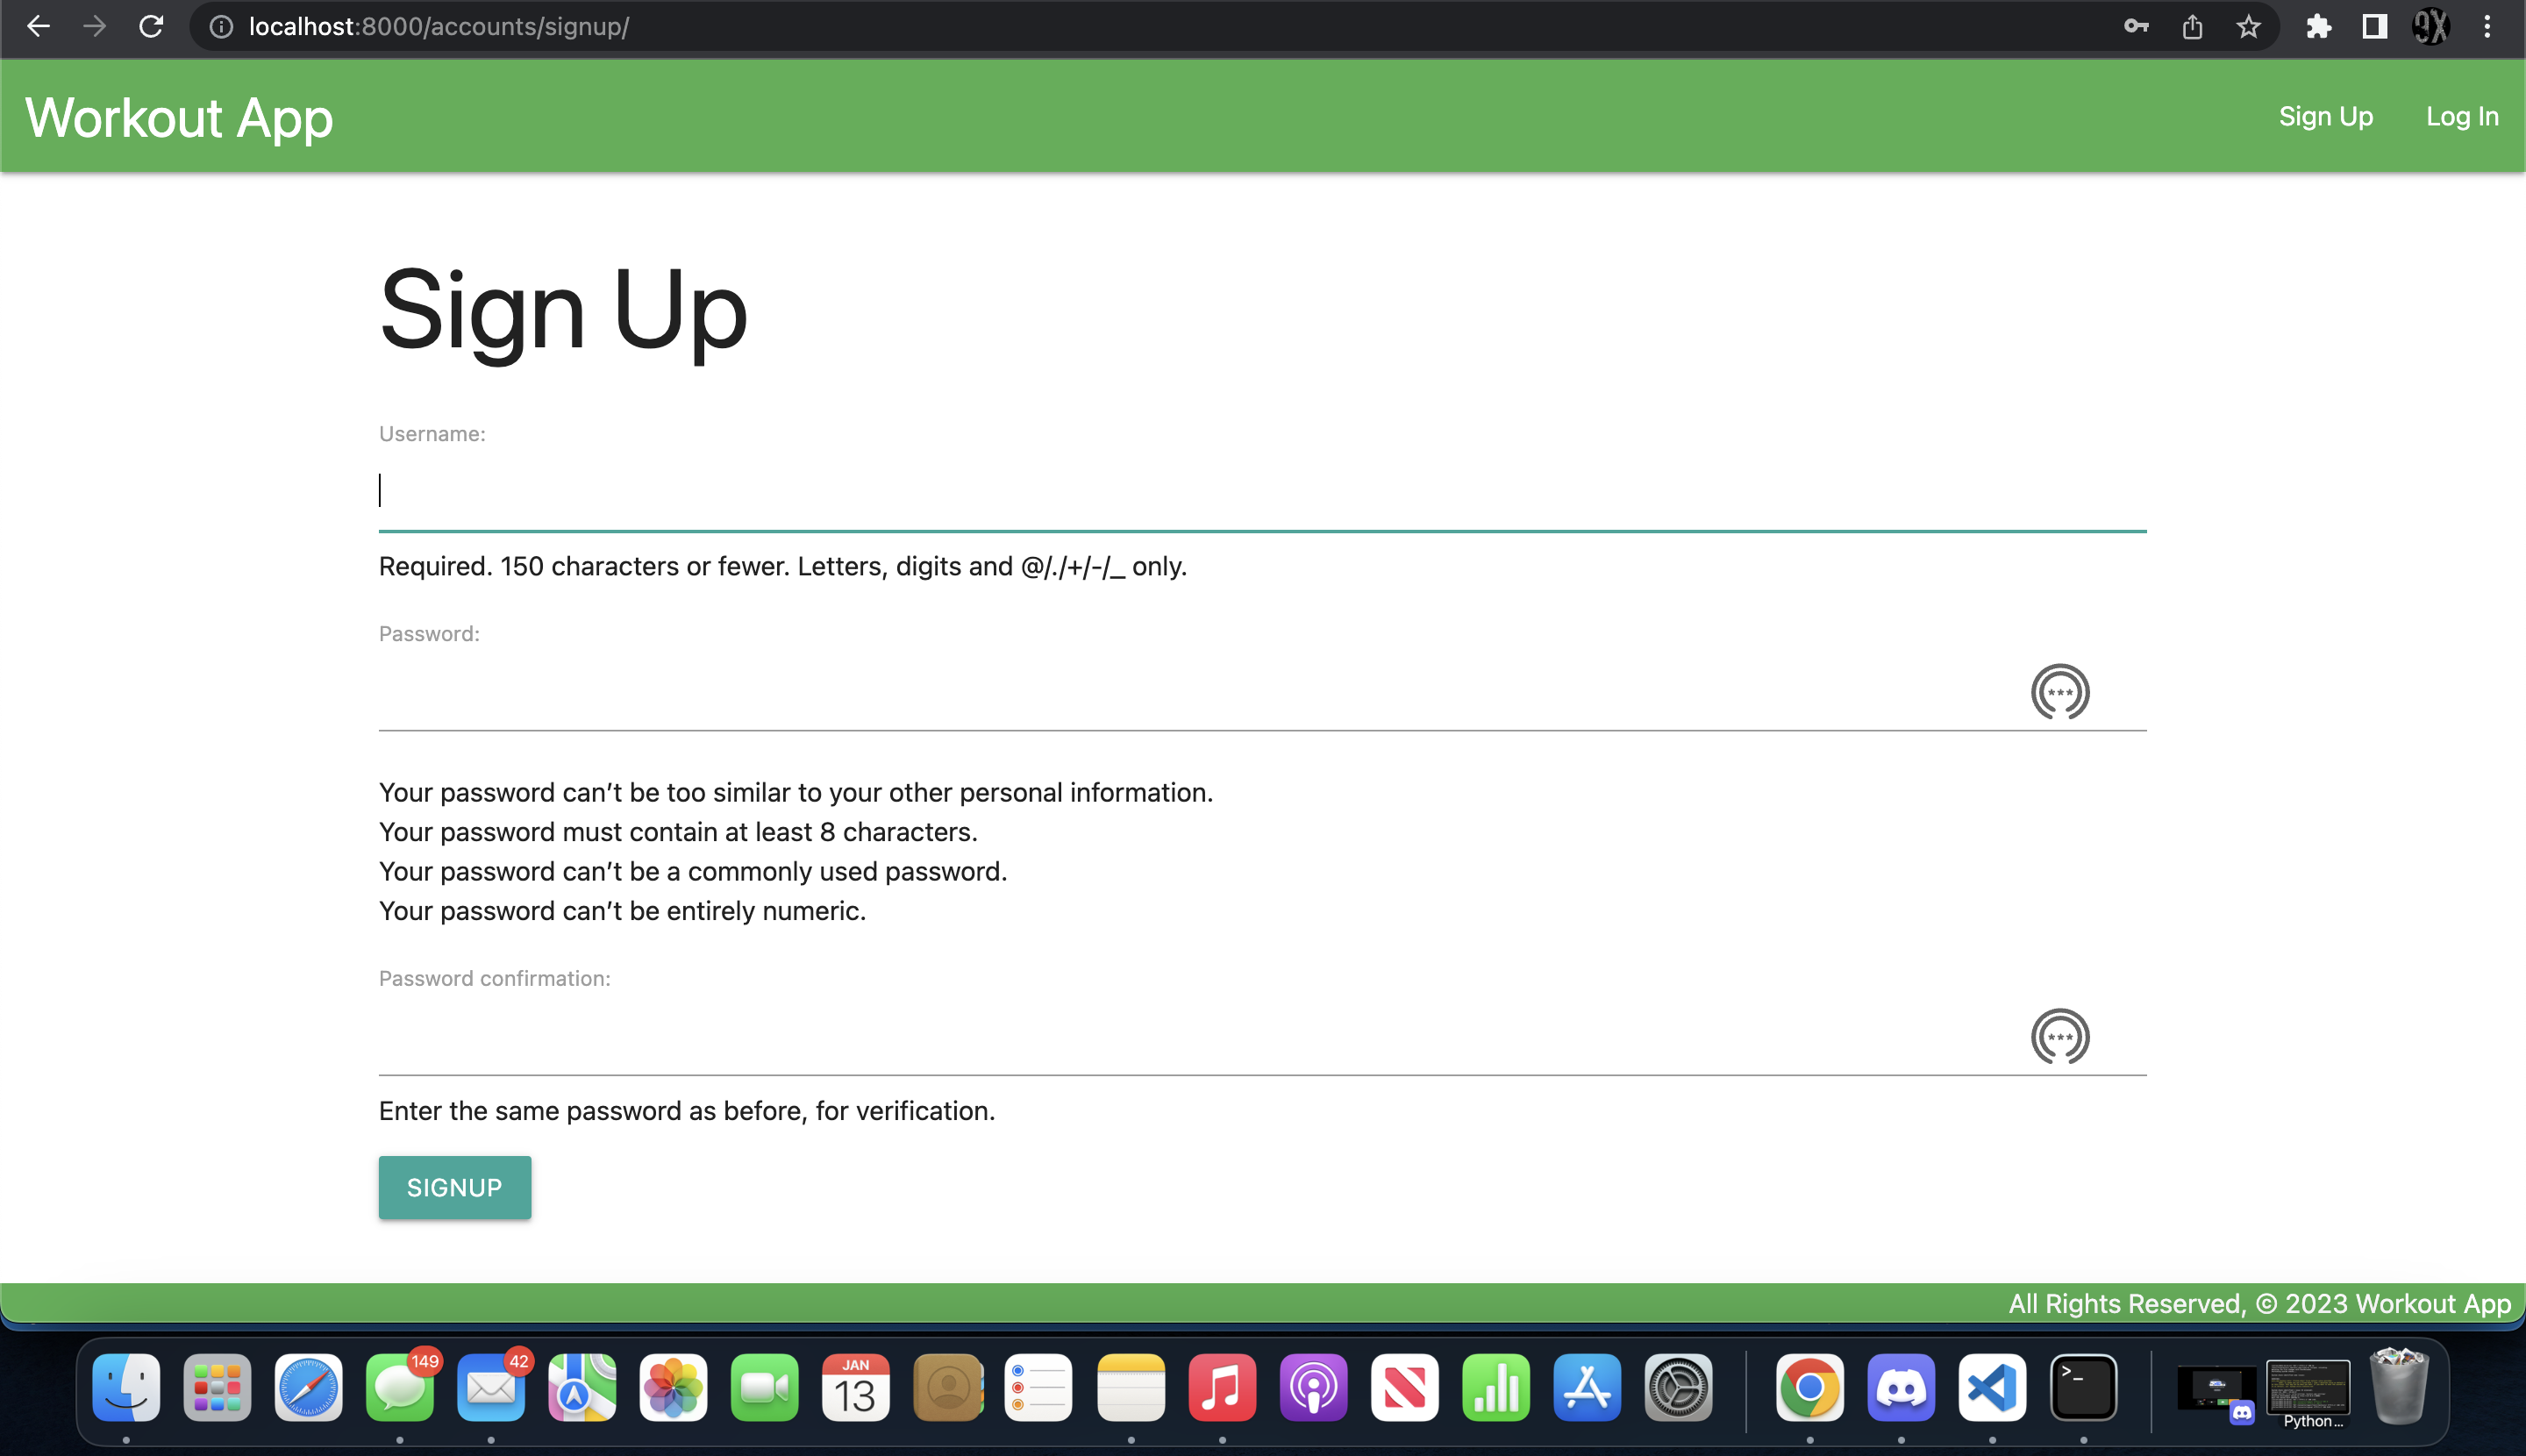 localhost:8000/accounts/signup/
Workout App
Sign Up
Log In
Sign Up
Username:
Required. 150 characters or fewer. Letters, digits and @/./+/-/_ only.
Password:
Your password can’t be too similar to your other personal information.
Your password must contain at least 8 characters.
Your password can’t be a commonly used password.
Your password can’t be entirely numeric.
Password confirmation:
Enter the same password as before, for verification.
SIGNUP
All Rights Reserved, © 2023 Workout App
149
42
JAN
13
Python...